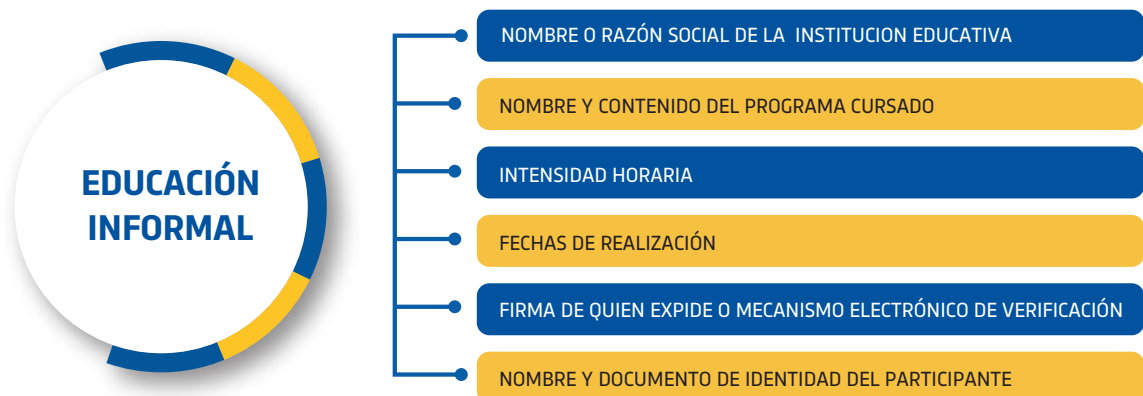 EDUCACIÓN
INFORMAL
NOMBRE O RAZÓN SOCIAL DE LA INSTITUCION EDUCATIVA
NOMBRE Y CONTENIDO DEL PROGRAMA CURSADO
INTENSIDAD HORARIA
FECHAS DE REALIZACIÓN
FIRMA DE QUIEN EXPIDE O MECANISMO ELECTRÓNICO DE VERIFICACIÓN
NOMBRE Y DOCUMENTO DE IDENTIDAD DEL PARTICIPANTE